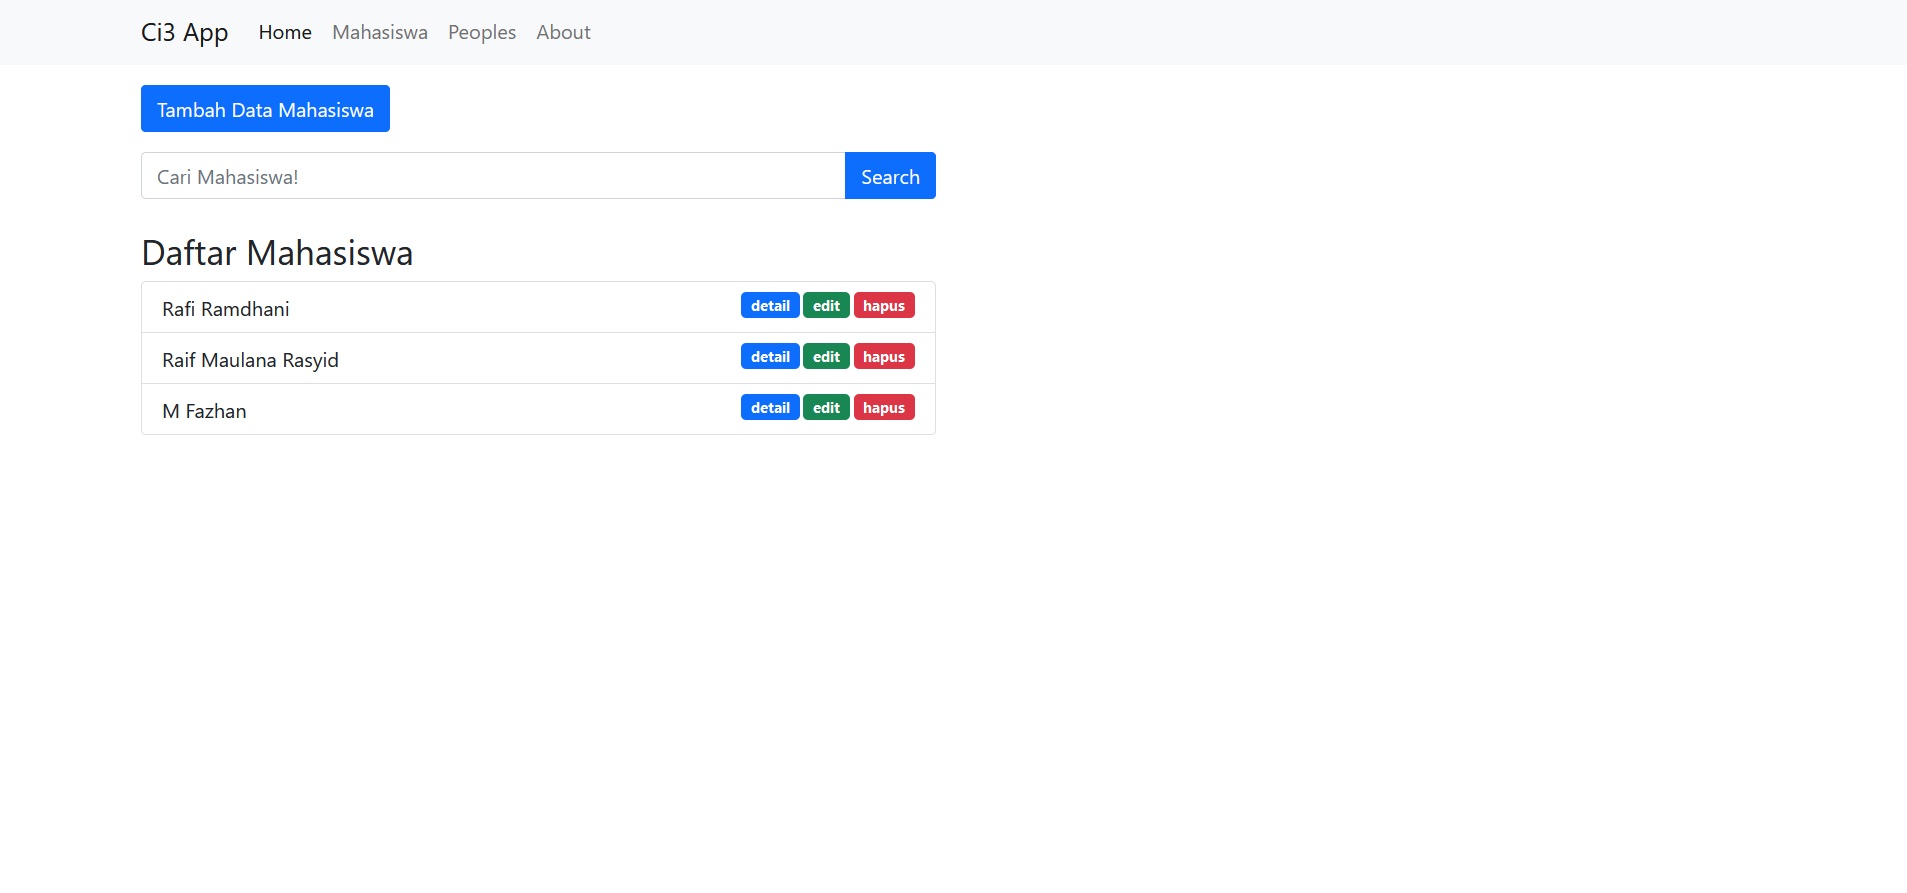 Ci3 App Home Mahasiswa Peoples About
Tambah Data Mahasiswa
Cari Mahasiswa! Search
Daftar Mahasiswa
Rafi Ramdhani detail edit hapus
Raif Maulana Rasyid detail edit hapus
M Fazhan detail edit hapus